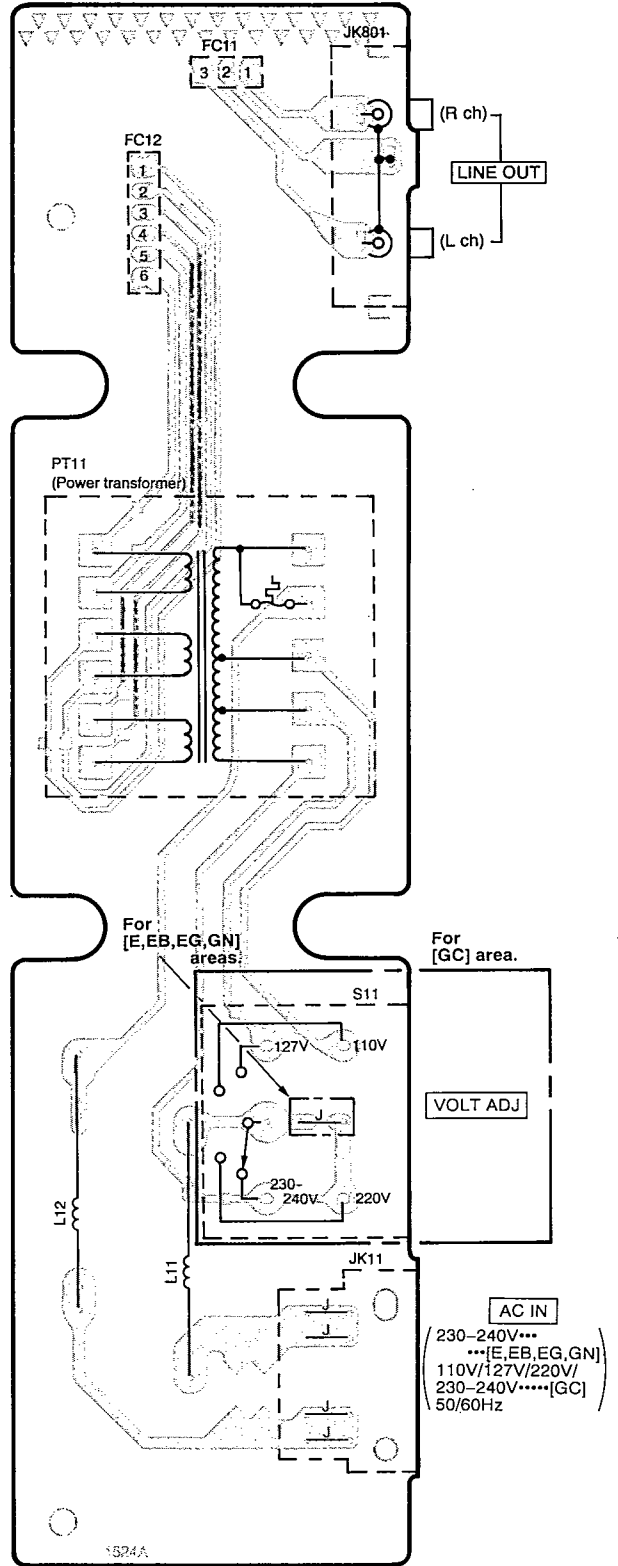 JK801
FC11
3 2 1
(R ch)
LINE OUT
(L ch)
FC12
1
2
3
4
5
6
PT11
(Power transformer)
For
[E,EB,EG,GN]
areas.
For
[GC] area.
S11
127V
110V
J
VOLT ADJ
230–
240V
220V
L12
L11
JK11
J
J
J
J
AC IN
230–240V•••
•••[E,EB,EG,GN]
110V/127V/220V/
230–240V•••••[GC]
50/60Hz
1524A